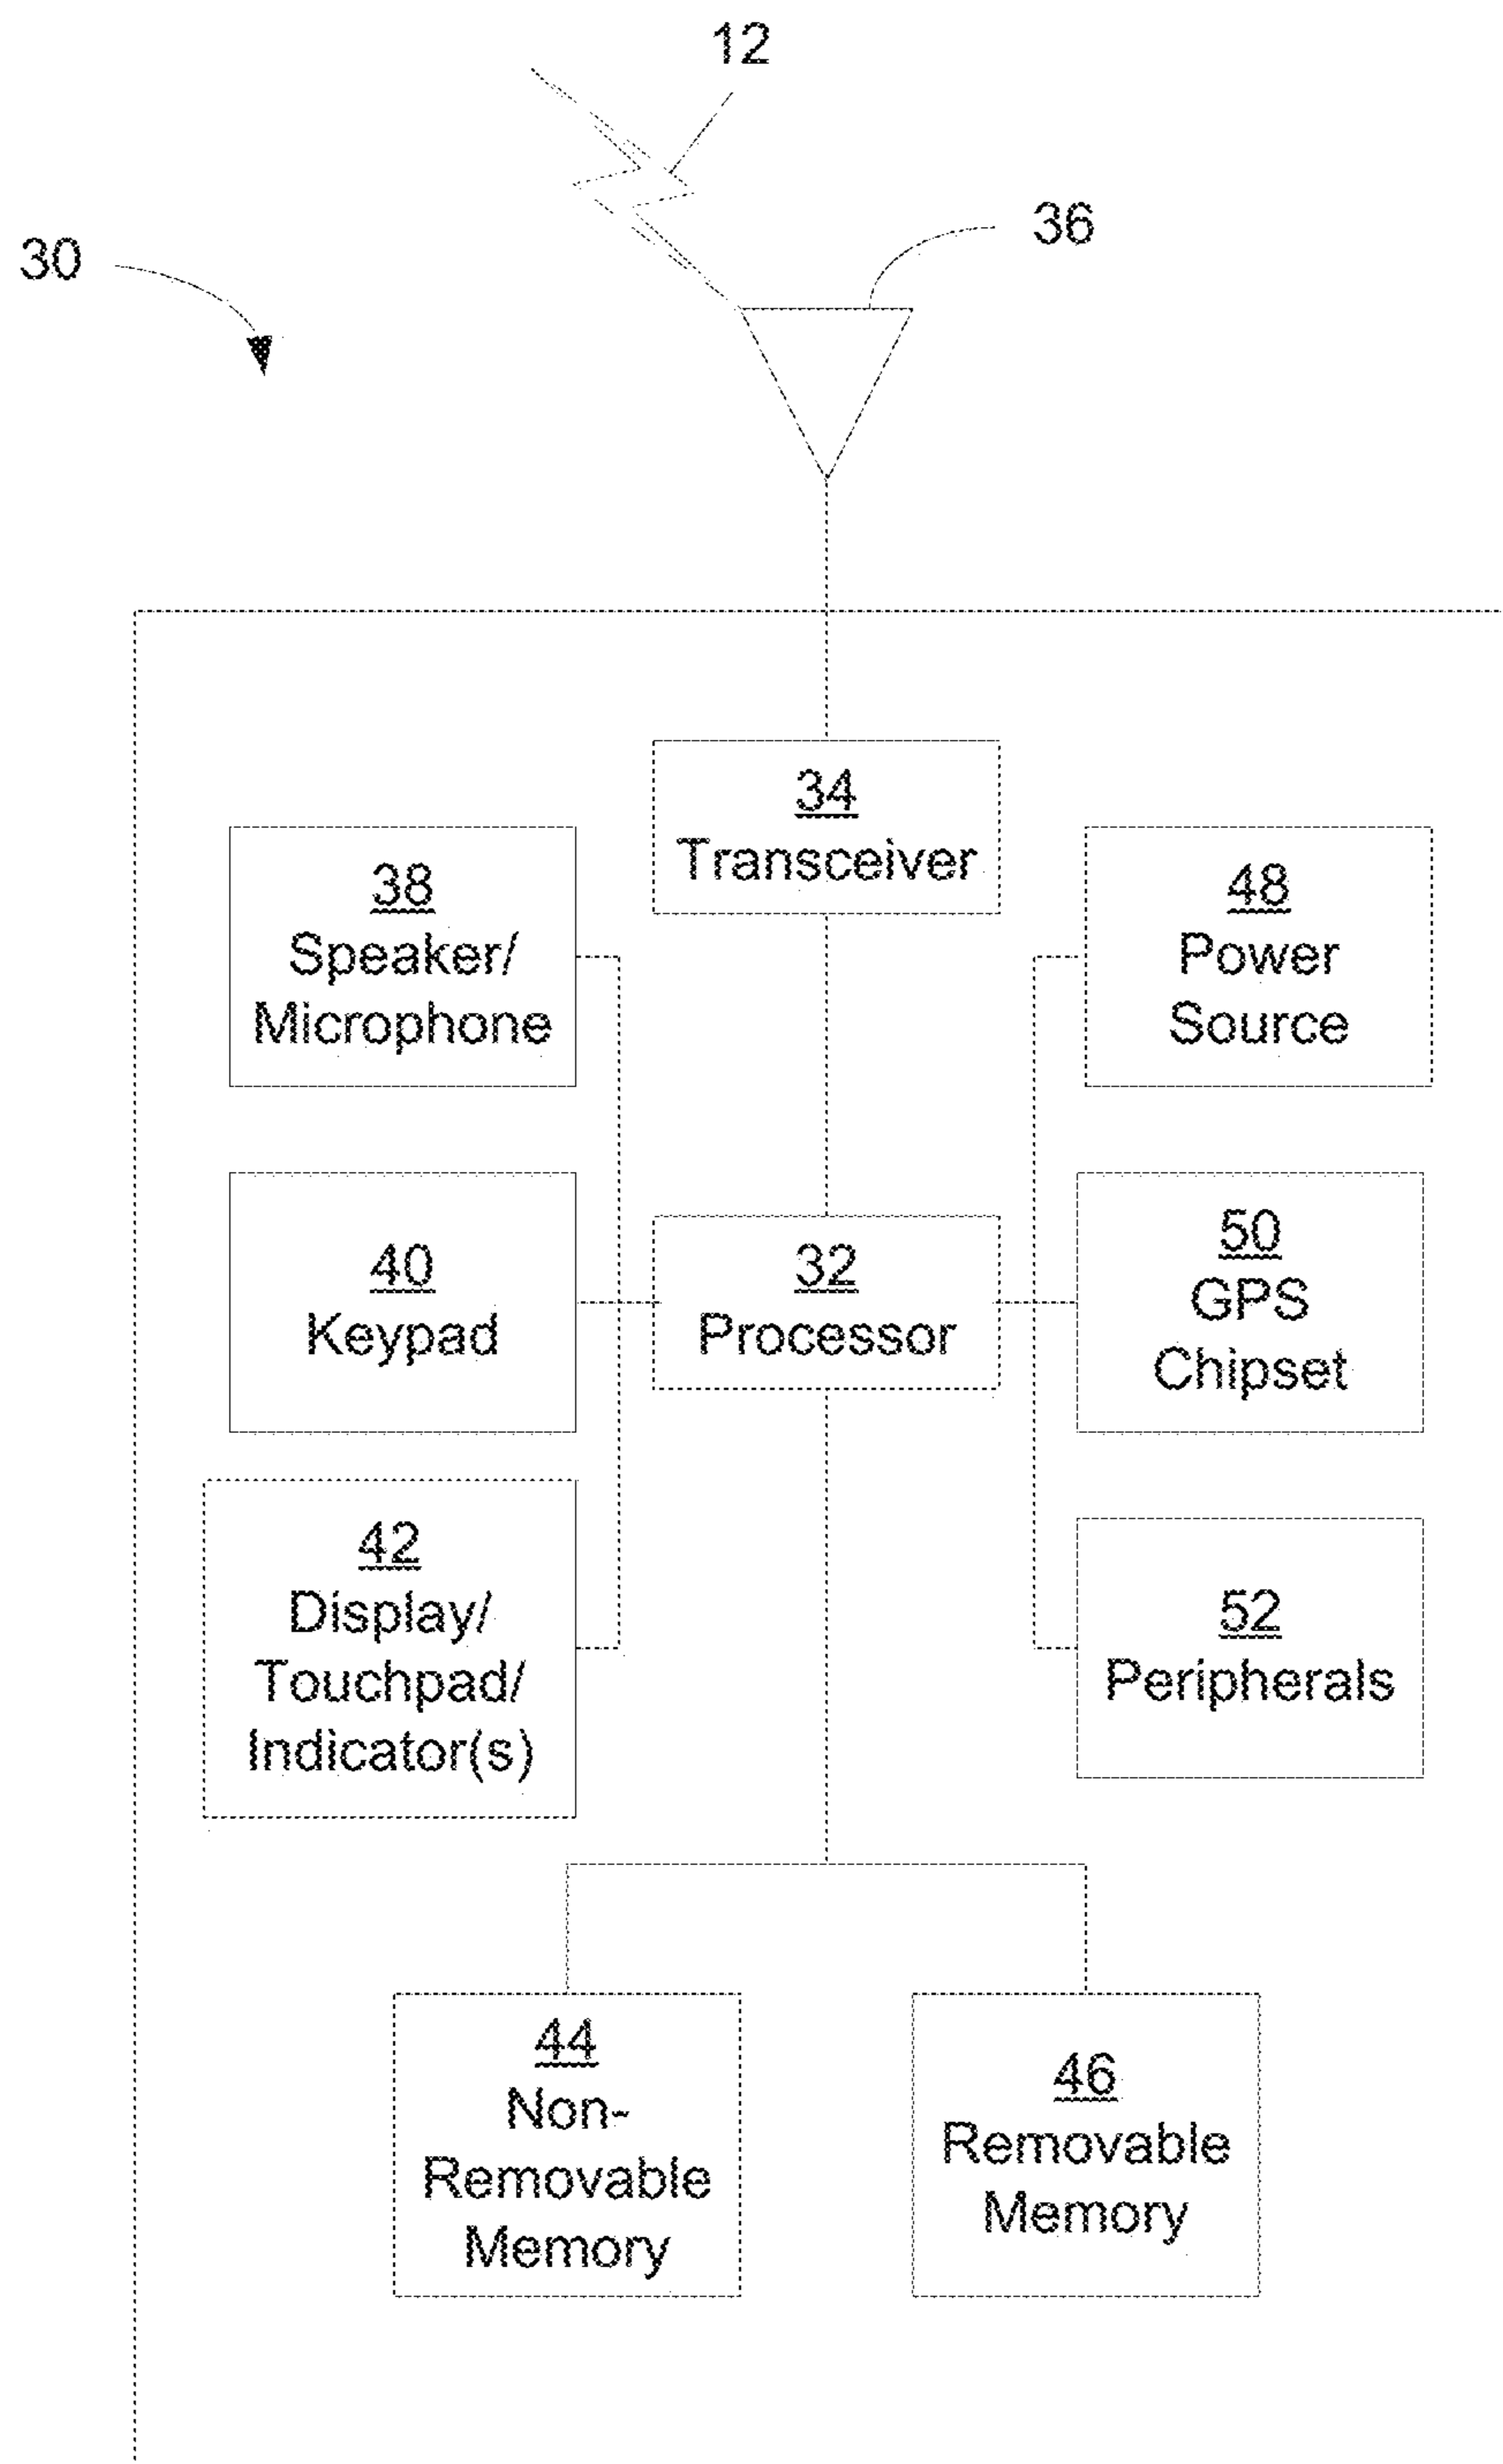 12
36
30
34
Transceiver
38
Speaker/
Microphone
48
Power
Source
40
Keypad
32
Processor
50
GPS
Chipset
42
Display/
Touchpad/
Indicator(s)
52
Peripherals
44
Non-
Removable
Memory
46
Removable
Memory